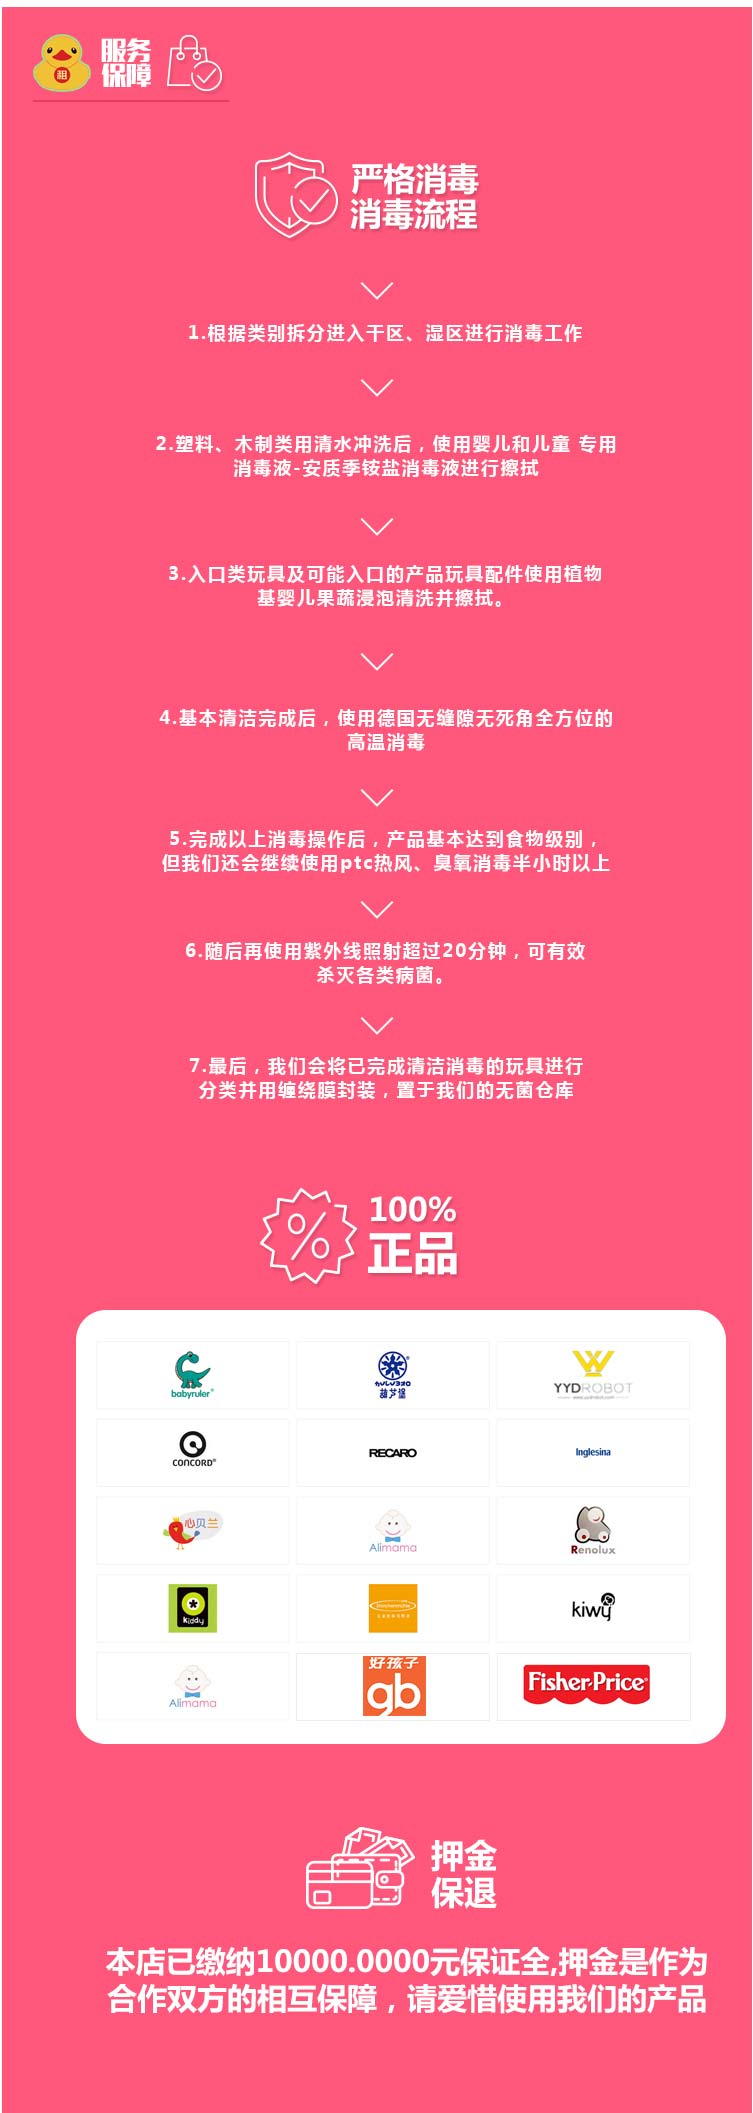 租
服务
保障
严格消毒
消毒流程
1.根据类别拆分进入干区、湿区进行消毒工作
2.塑料、木制类用清水冲洗后，使用婴儿和儿童 专用
消毒液-安质季铵盐消毒液进行擦拭
3.入口类玩具及可能入口的产品玩具配件使用植物
基婴儿果蔬浸泡清洗并擦拭。
4.基本清洁完成后，使用德国无缝隙无死角全方位的
高温消毒
5.完成以上消毒操作后，产品基本达到食物级别，
但我们还会继续使用ptc热风、臭氧消毒半小时以上
6.随后再使用紫外线照射超过20分钟，可有效
杀灭各类病菌。
7.最后，我们会将已完成清洁消毒的玩具进行
分类并用缠绕膜封装，置于我们的无菌仓库
100%
正品
babyruler®
HULUBAO
葫芦堡
YYDROBOT
www.yydrobot.com
CONCORD®
RECARO
Inglesina
心贝兰
Alimama
Renolux
kiddy
kiwy
Alimama
好孩子
gb
Fisher-Price®
押金
保退
本店已缴纳10000.0000元保证全,押金是作为
合作双方的相互保障，请爱惜使用我们的产品